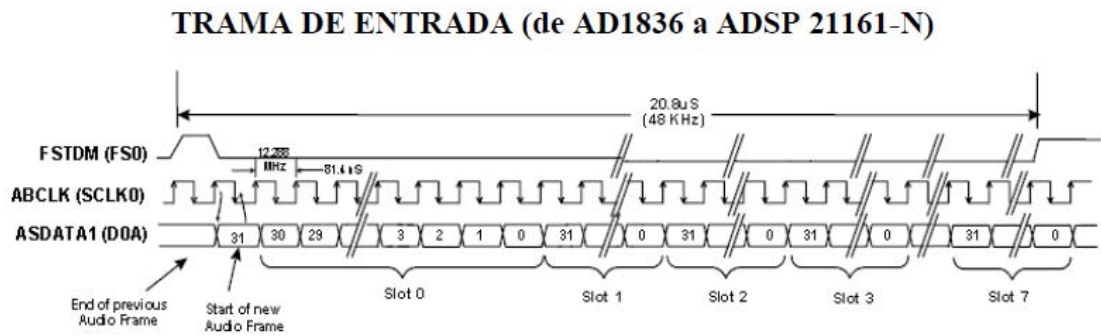 TRAMA DE ENTRADA (de AD1836 a ADSP 21161-N)
20.8uS
(48 KHz)
FSTDM (FS0)
12.288
MHz
81.4nS
ABCLK (SCLK0)
ASDATA1 (D0A)
31 30 29 3 2 1 0 31 0 31 0 31 0 31 0
End of previous
Audio Frame
Start of new
Audio Frame
Slot 0
Slot 1
Slot 2
Slot 3
Slot 7